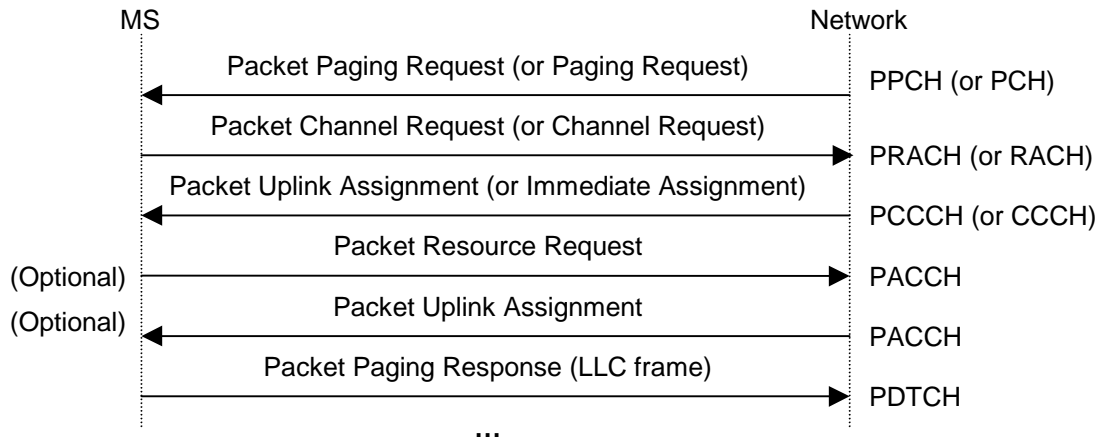 MS Network
Packet Paging Request (or Paging Request)
PPCH (or PCH)
Packet Channel Request (or Channel Request)
PRACH (or RACH)
Packet Uplink Assignment (or Immediate Assignment)
PCCCH (or CCCH)
Packet Resource Request
(Optional) PACCH
Packet Uplink Assignment
(Optional) PACCH
Packet Paging Response (LLC frame)
PDTCH
...